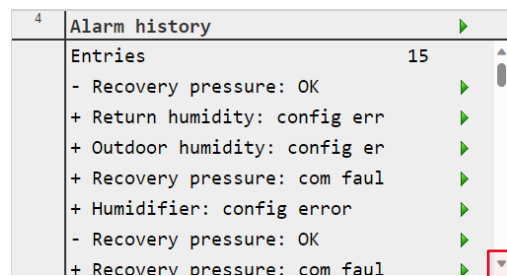 4
Alarm history
Entries 15
- Recovery pressure: OK
+ Return humidity: config err
+ Outdoor humidity: config er
+ Recovery pressure: com faul
+ Humidifier: config error
- Recovery pressure: OK
+ Recovery pressure: com faul